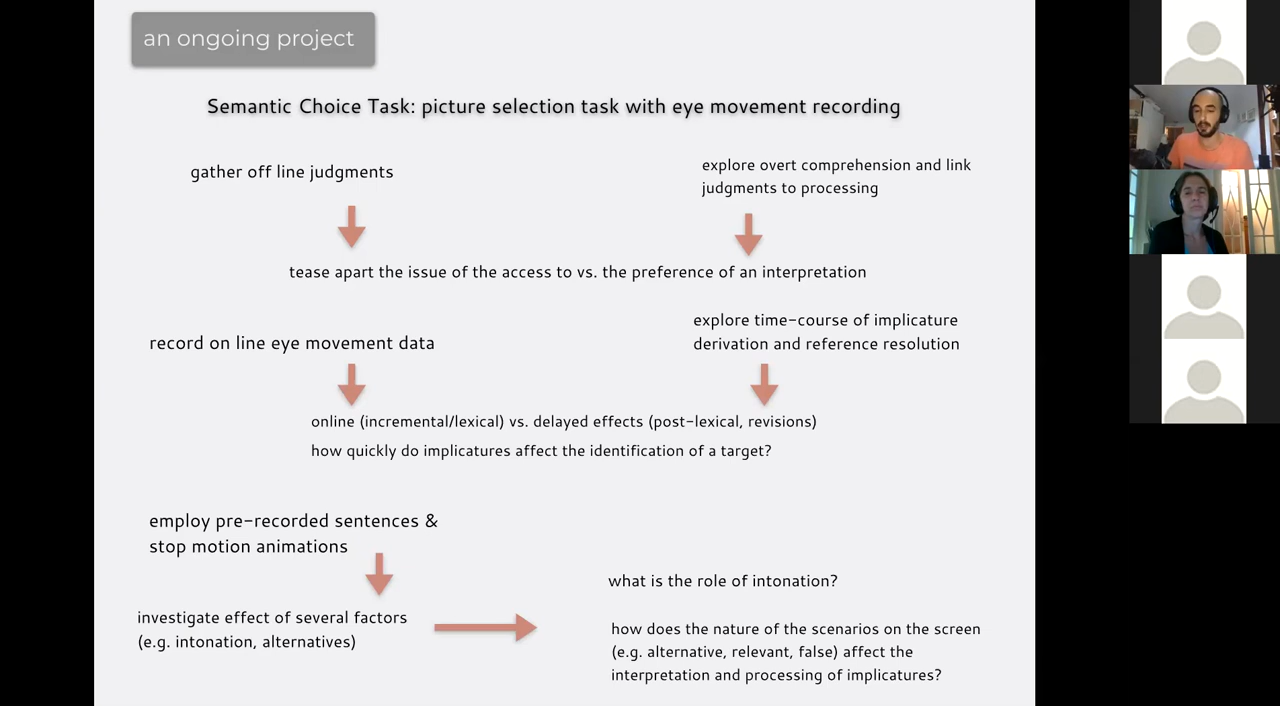 an ongoing project
Semantic Choice Task: picture selection task with eye movement recording
gather off line judgments
explore overt comprehension and link
judgments to processing
tease apart the issue of the access to vs. the preference of an interpretation
record on line eye movement data
explore time-course of implicature
derivation and reference resolution
online (incremental/lexical) vs. delayed effects (post-lexical, revisions)
how quickly do implicatures affect the identification of a target?
employ pre-recorded sentences &
stop motion animations
investigate effect of several factors
(e.g. intonation, alternatives)
what is the role of intonation?
how does the nature of the scenarios on the screen
(e.g. alternative, relevant, false) affect the
interpretation and processing of implicatures?